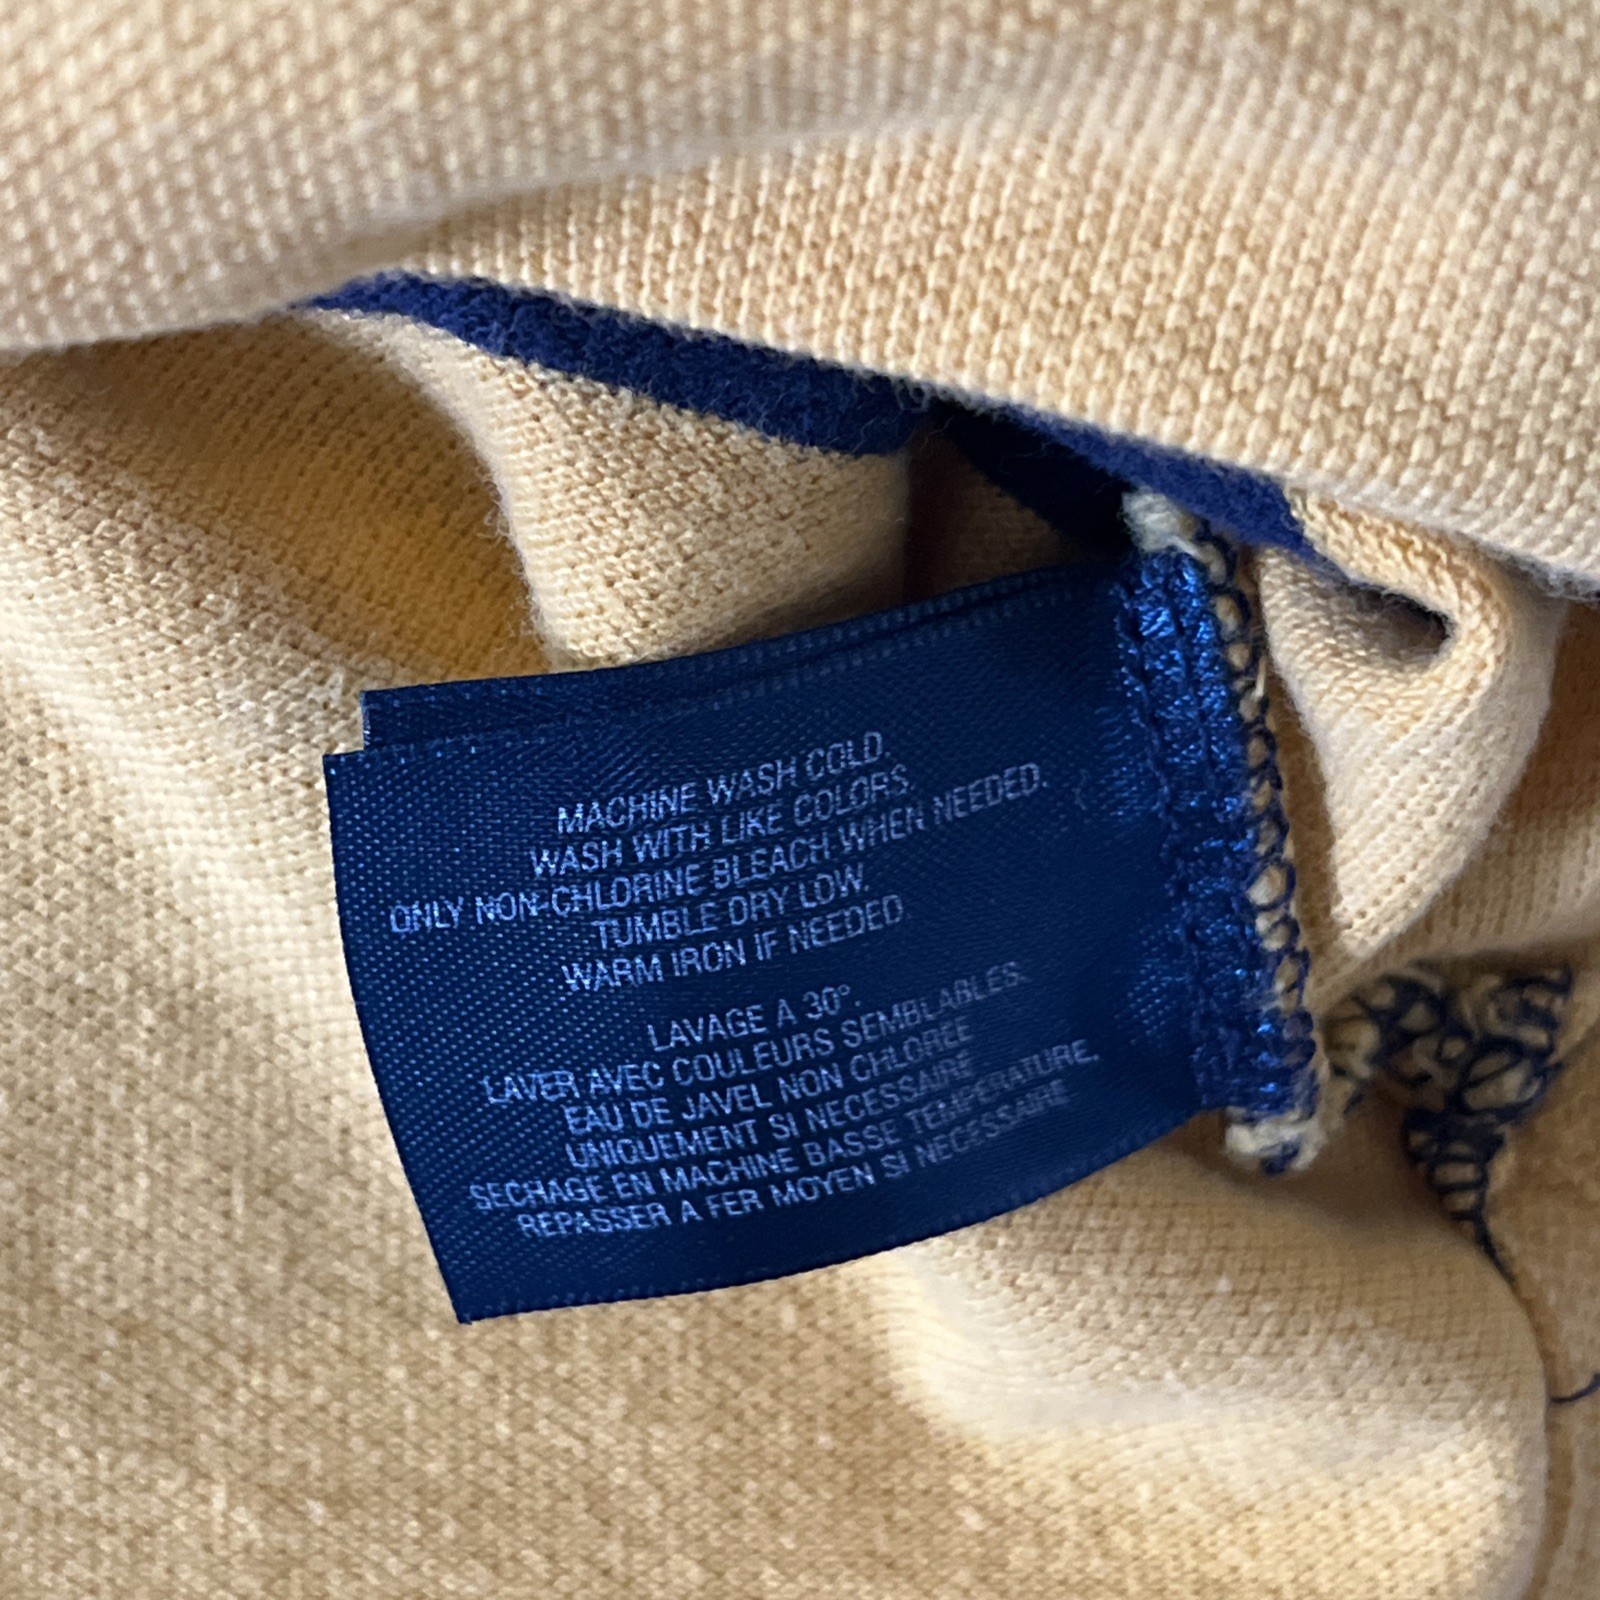 MACHINE WASH COLD.
WASH WITH LIKE COLORS.
ONLY NON-CHLORINE BLEACH WHEN NEEDED.
TUMBLE DRY LOW.
WARM IRON IF NEEDED.
LAVAGE À 30°.
LAVER AVEC COULEURS SEMBLABLES.
EAU DE JAVEL NON CHLOREE
UNIQUEMENT SI NECESSAIRE
SECHAGE EN MACHINE BASSE TEMPERATURE.
REPASSER A FER MOYEN SI NECESSAIRE